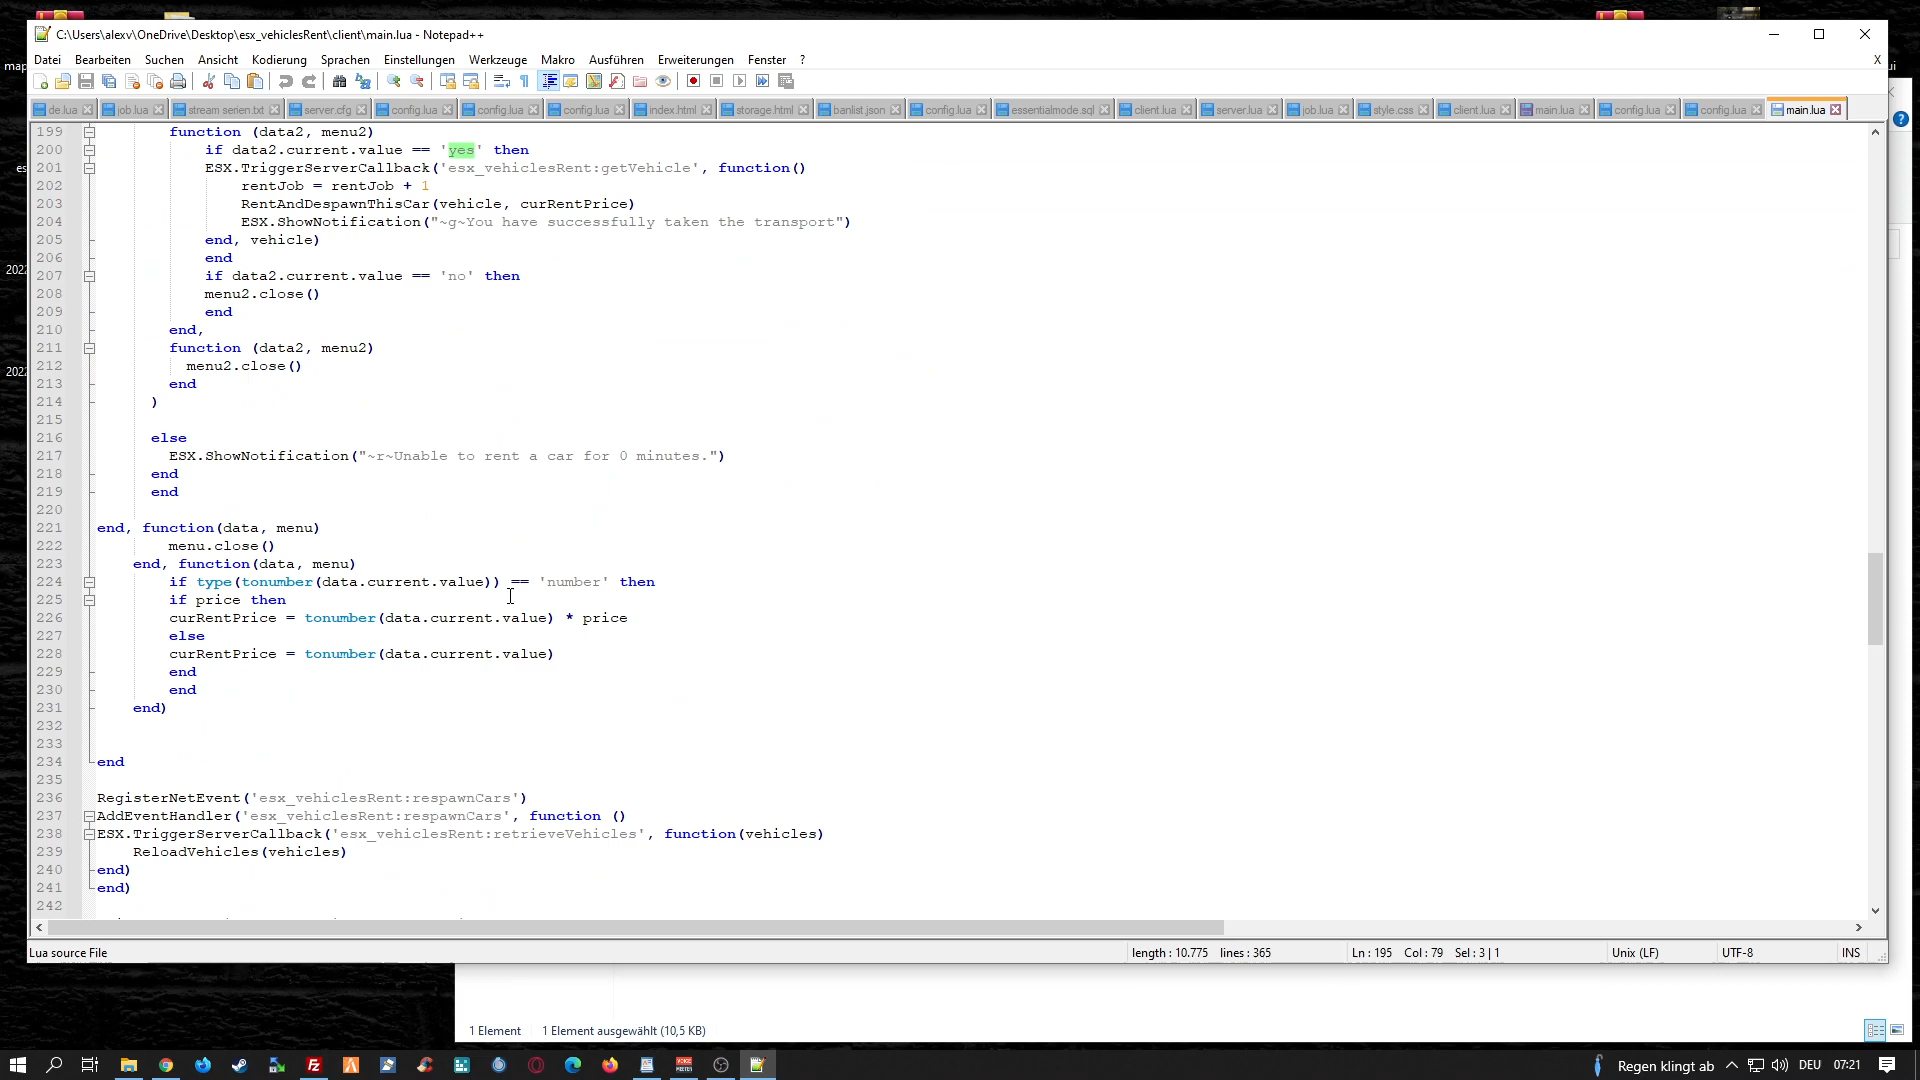 C:\Users\alexv\OneDrive\Desktop\esx_vehiclesRent\client\main.lua - Notepad++
Datei Bearbeiten Suchen Ansicht Kodierung Sprachen Einstellungen Werkzeuge Makro Ausführen Erweiterungen Fenster ? X
de.lua job.lua stream serien.txt server.cfg config.lua config.lua config.lua index.html storage.html banlist.json config.lua essentialmode.sql client.lua server.lua job.lua style.css client.lua main.lua config.lua config.lua main.lua
199 function (data2, menu2)
200 if data2.current.value == 'yes' then
201 ESX.TriggerServerCallback('esx_vehiclesRent:getVehicle', function()
202 rentJob = rentJob + 1
203 RentAndDespawnThisCar(vehicle, curRentPrice)
204 ESX.ShowNotification("~g~You have successfully taken the transport")
205 end, vehicle)
206 end
207 if data2.current.value == 'no' then
208 menu2.close()
209 end
210 end,
211 function (data2, menu2)
212 menu2.close()
213 end
214 )
215
216 else
217 ESX.ShowNotification("~r~Unable to rent a car for 0 minutes.")
218 end
219 end
220
221 end, function(data, menu)
222 menu.close()
223 end, function(data, menu)
224 if type(tonumber(data.current.value)) == 'number' then
225 if price then
226 curRentPrice = tonumber(data.current.value) * price
227 else
228 curRentPrice = tonumber(data.current.value)
229 end
230 end
231 end)
232
233
234 end
235
236 RegisterNetEvent('esx_vehiclesRent:respawnCars')
237 AddEventHandler('esx_vehiclesRent:respawnCars', function ()
238 ESX.TriggerServerCallback('esx_vehiclesRent:retrieveVehicles', function(vehicles)
239 ReloadVehicles(vehicles)
240 end)
241 end)
242
Lua source File length : 10.775 lines : 365 Ln : 195 Col : 79 Sel : 3 | 1 Unix (LF) UTF-8 INS
map
es
2022
2022
ui
1 Element 1 Element ausgewählt (10,5 KB)
Regen klingt ab DEU 07:21